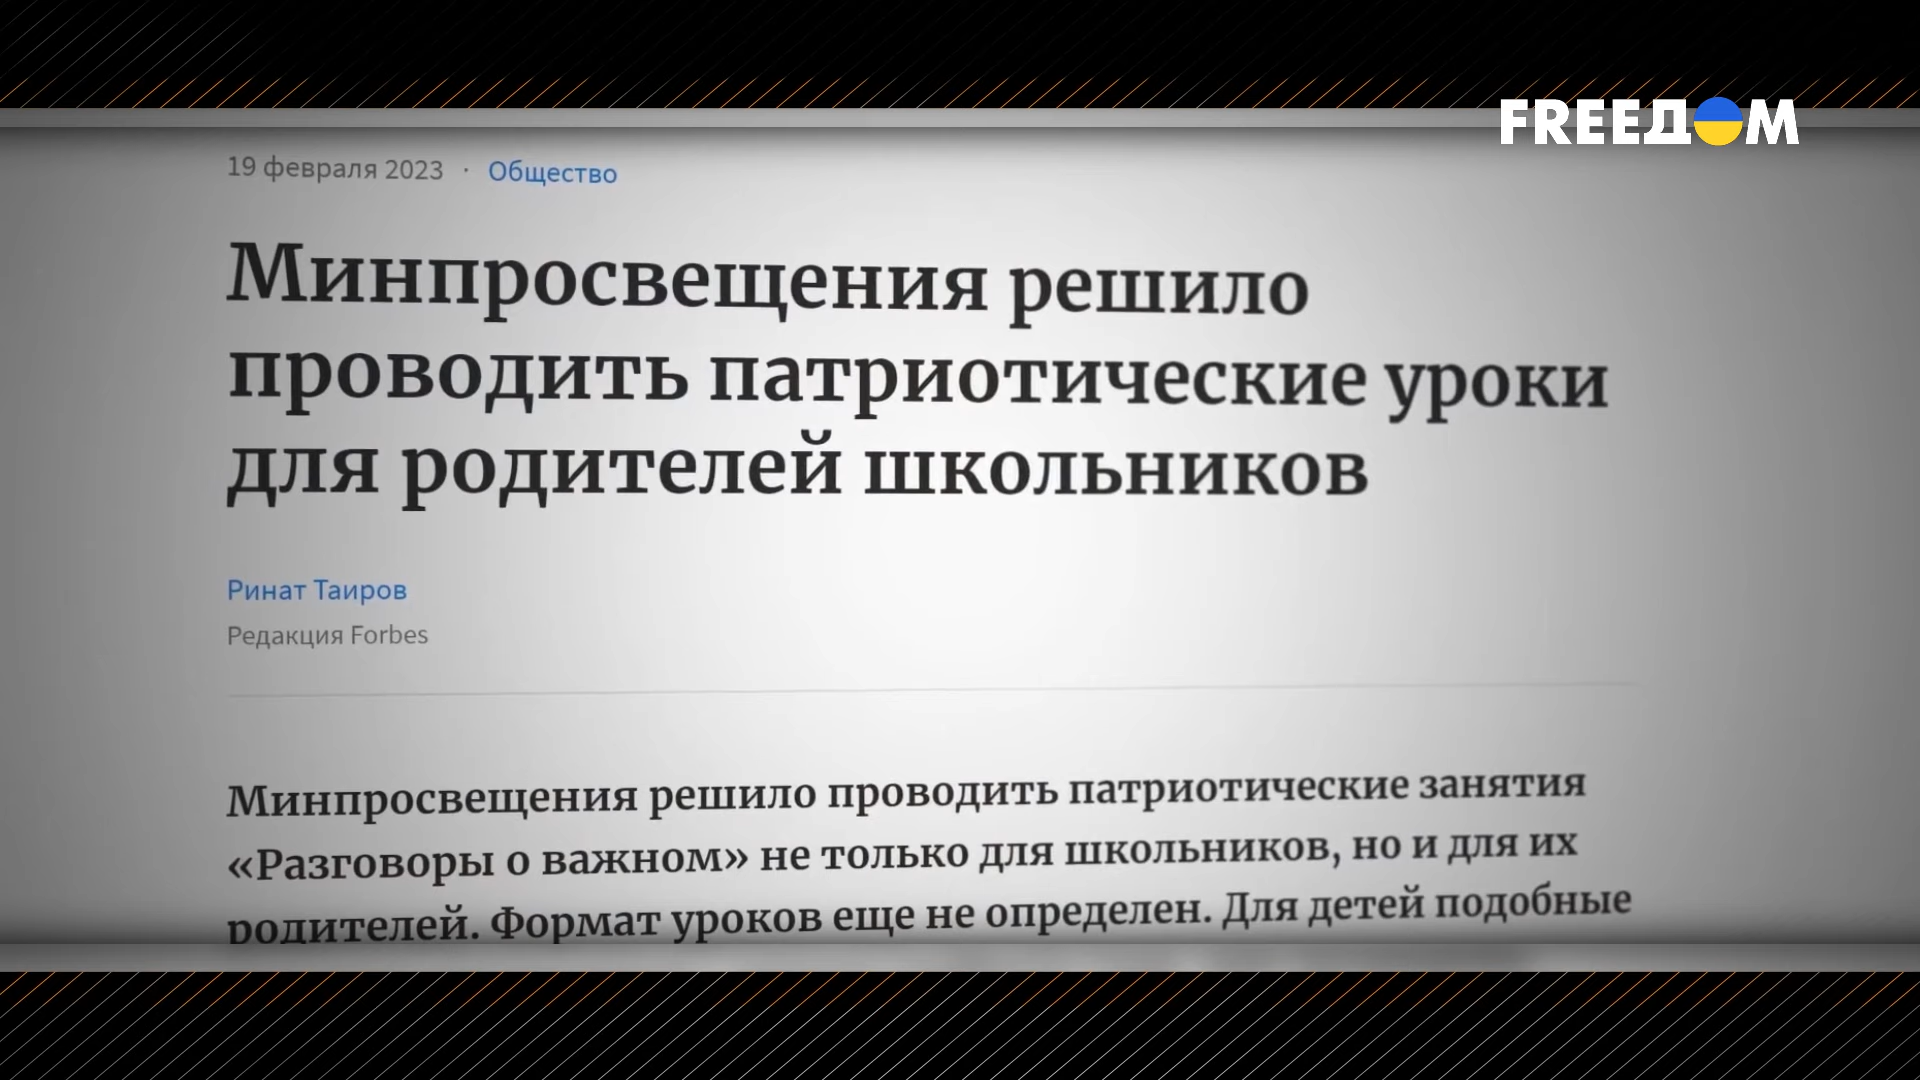 FREEДОМ
19 февраля 2023 · Общество
Минпросвещения решило
проводить патриотические уроки
для родителей школьников
Ринат Таиров
Редакция Forbes
Минпросвещения решило проводить патриотические занятия
«Разговоры о важном» не только для школьников, но и для их
родителей. Формат уроков еще не определен. Для детей подобные